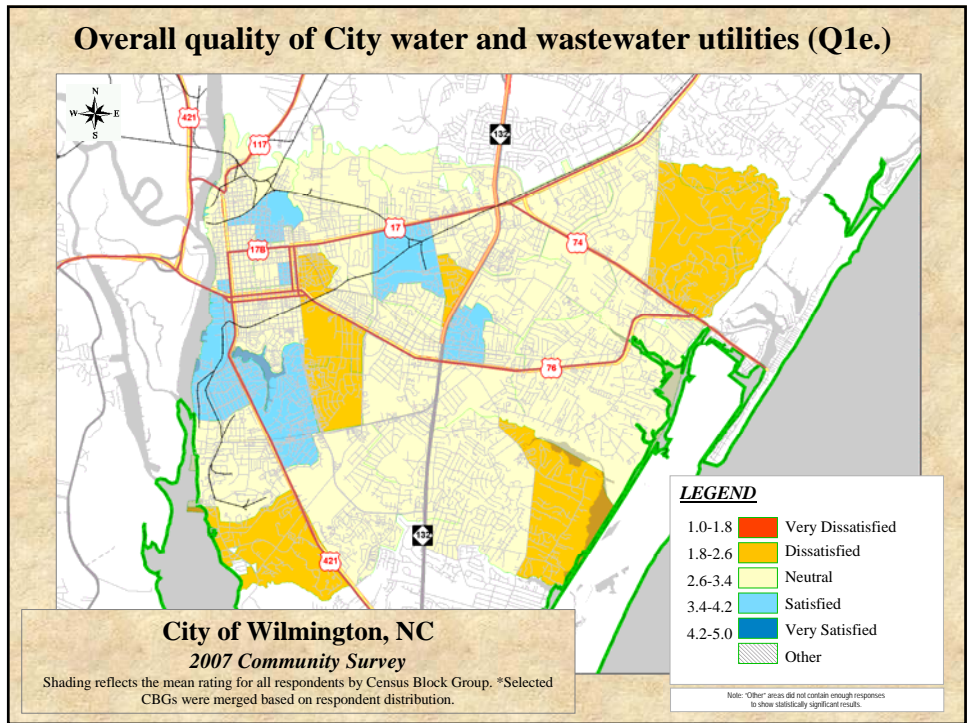 Overall quality of City water and wastewater utilities (Q1e.)
N
W E
S
421
117
132
17
17B
74
76
132
421
LEGEND
1.0-1.8 Very Dissatisfied
1.8-2.6 Dissatisfied
2.6-3.4 Neutral
3.4-4.2 Satisfied
4.2-5.0 Very Satisfied
Other
City of Wilmington, NC
2007 Community Survey
Shading reflects the mean rating for all respondents by Census Block Group. *Selected
CBGs were merged based on respondent distribution.
Note: "Other" areas did not contain enough responses
to show statistically significant results.